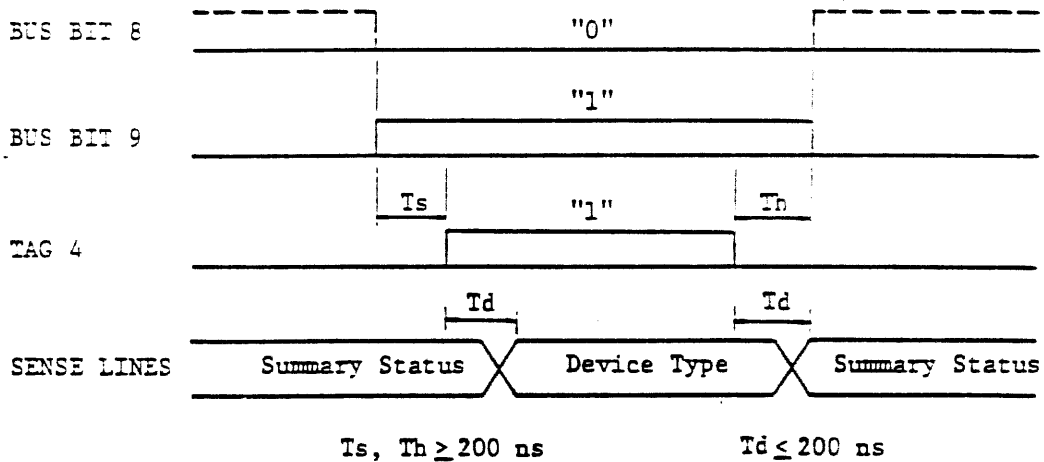 BUS BIT 8
"0"
"1"
BUS BIT 9
Ts
"1"
Th
TAG 4
Td
Td
SENSE LINES
Summary Status
Device Type
Summary Status
Ts, Th ≥ 200 ns
Td ≤ 200 ns